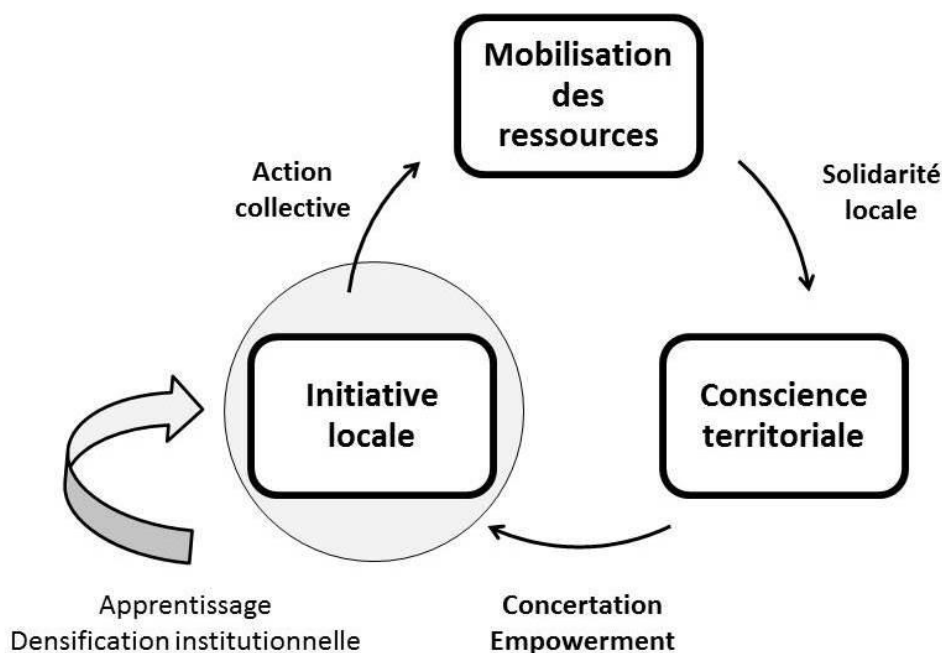 Mobilisation
des
ressources
Action
collective
Solidarité
locale
Initiative
locale
Conscience
territoriale
Apprentissage
Densification institutionnelle
Concertation
Empowerment